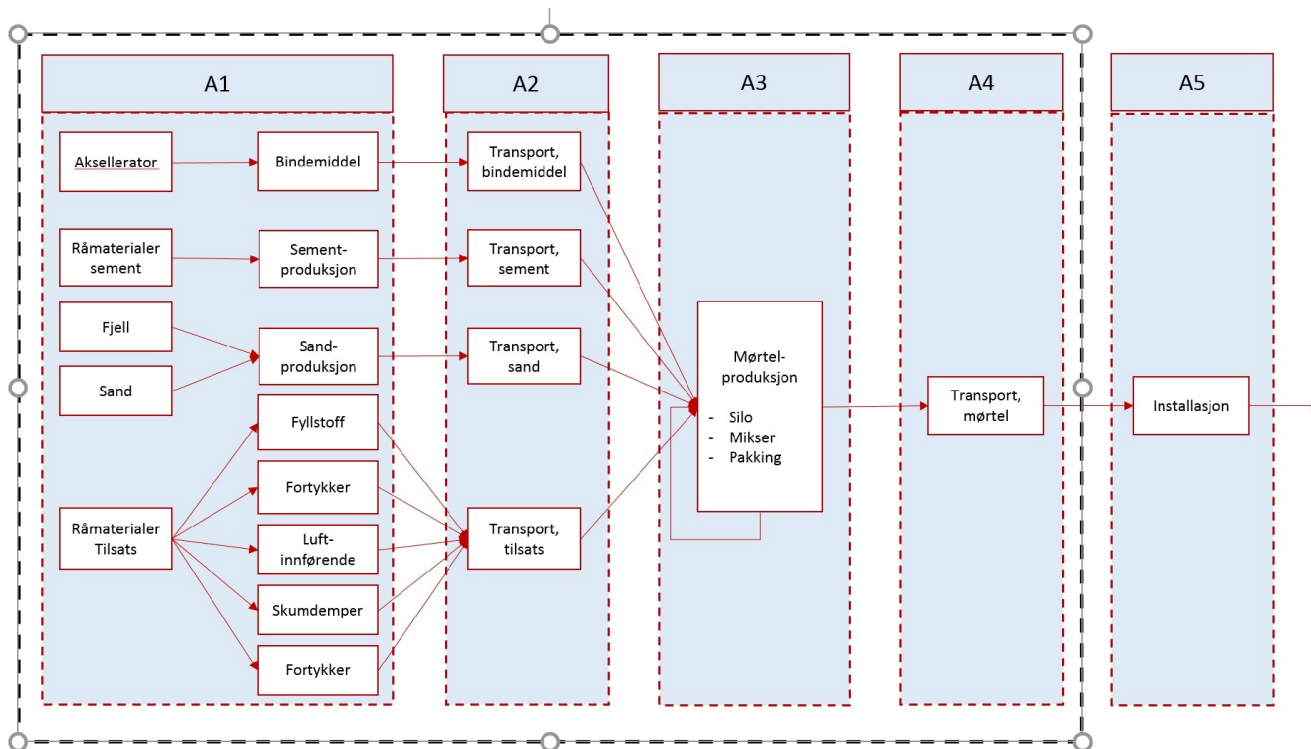 A1
A2
A3
A4
A5
Aksellerator
Bindemiddel
Transport,
bindemiddel
Råmaterialer
sement
Sement-
produksjon
Transport,
sement
Fjell
Sand
Sand-
produksjon
Transport,
sand
Fyllstoff
Fortykker
Råmaterialer
Tilsats
Luft-
innførende
Skumdemper
Fortykker
Transport,
tilsats
Mørtel-
produksjon
- Silo
- Mikser
- Pakking
Transport,
mørtel
Installasjon